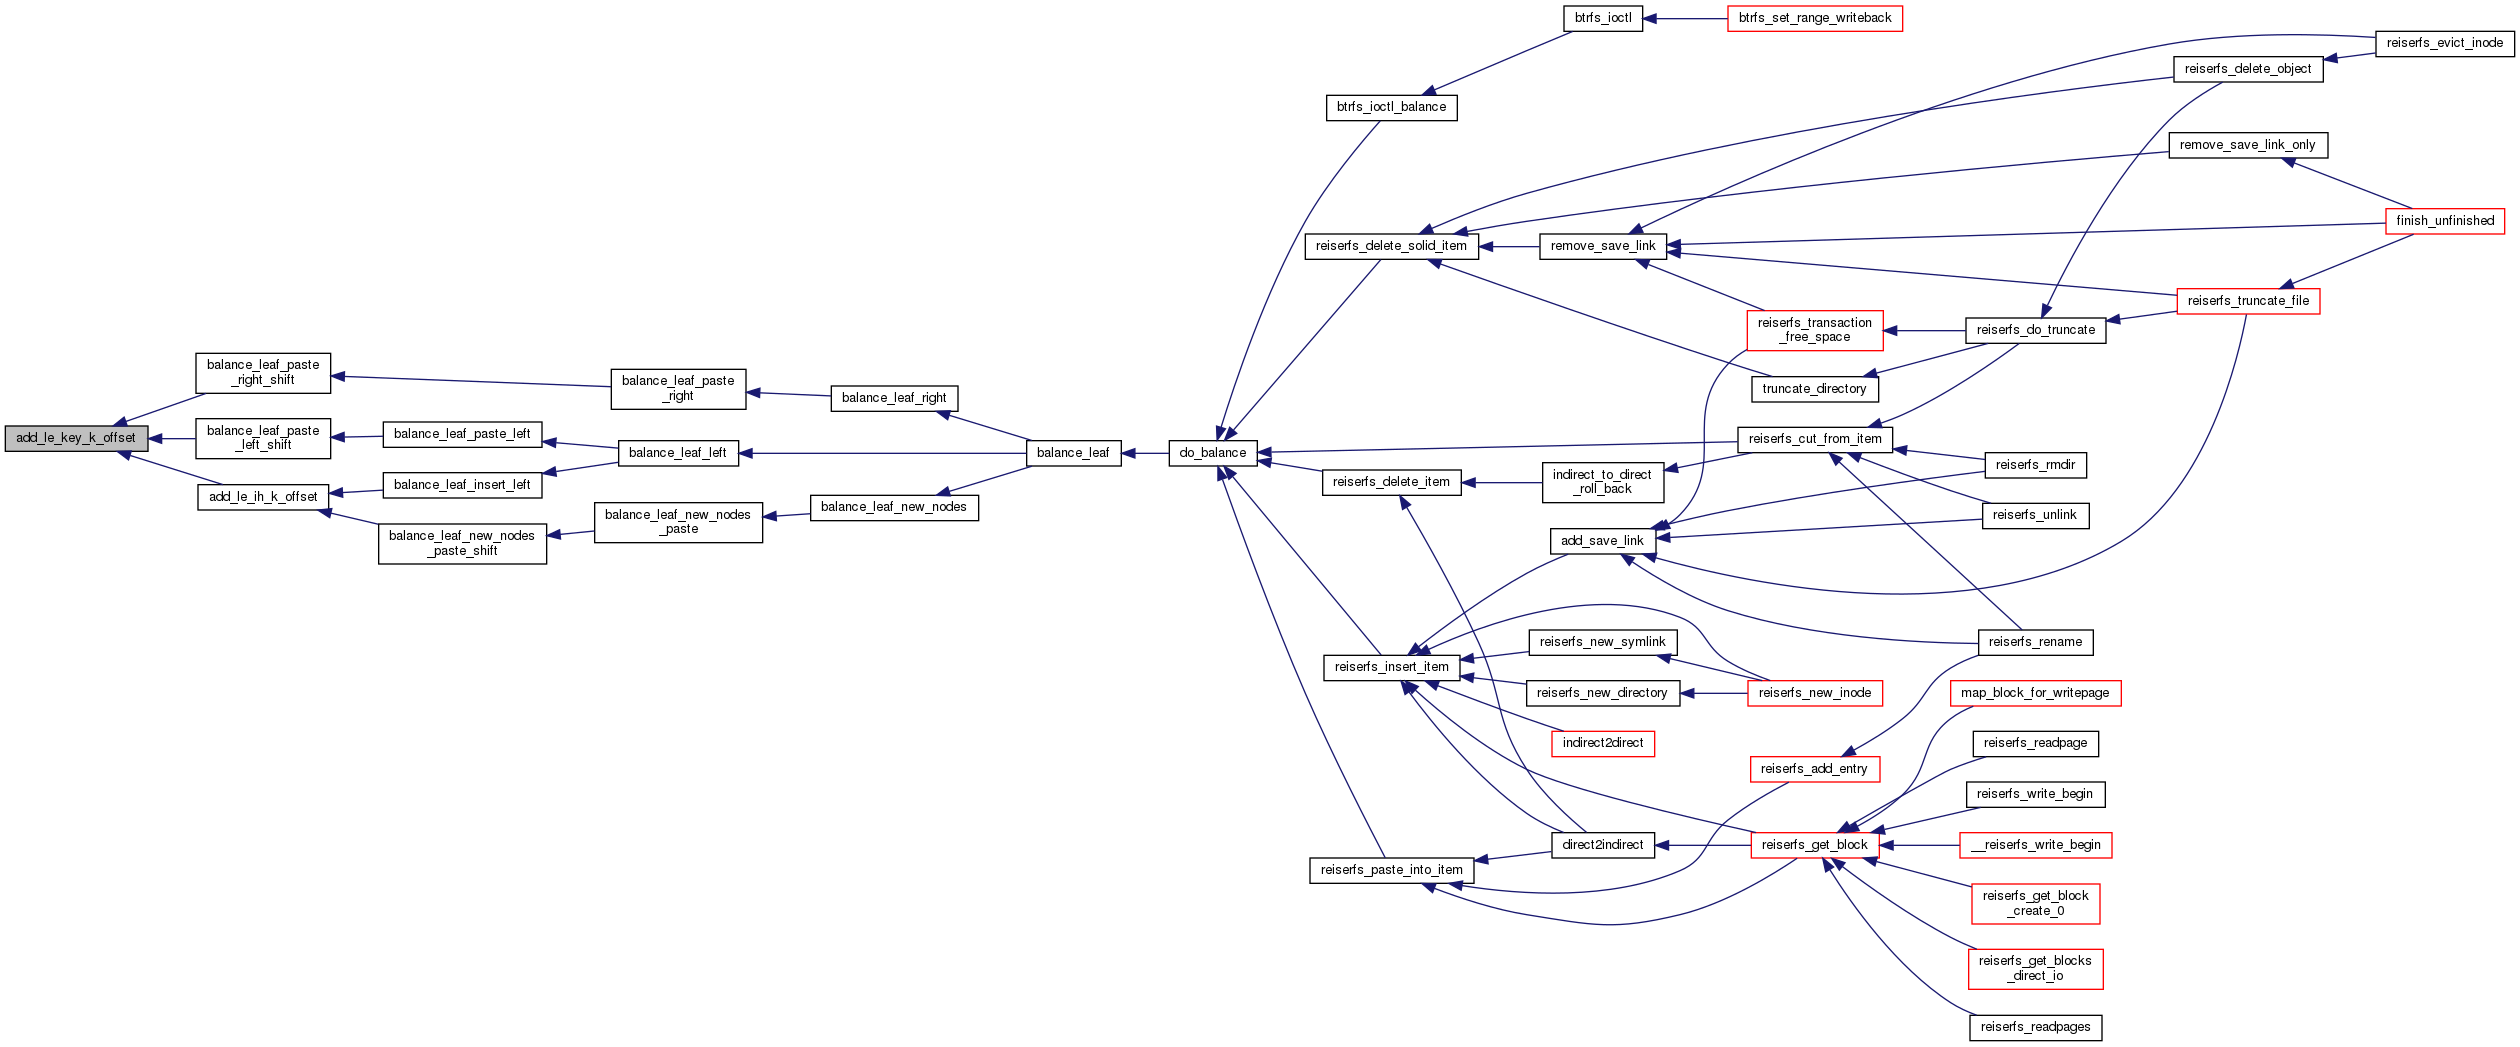 btrfs_ioctl
btrfs_set_range_writeback
reiserfs_evict_inode
reiserfs_delete_object
btrfs_ioctl_balance
remove_save_link_only
finish_unfinished
reiserfs_delete_solid_item
remove_save_link
reiserfs_truncate_file
reiserfs_transaction
_free_space
reiserfs_do_truncate
balance_leaf_paste
_right_shift
balance_leaf_paste
_right
truncate_directory
balance_leaf_right
add_le_key_k_offset
balance_leaf_paste
_left_shift
balance_leaf_paste_left
reiserfs_cut_from_item
balance_leaf_left
balance_leaf
do_balance
reiserfs_rmdir
reiserfs_delete_item
indirect_to_direct
_roll_back
balance_leaf_insert_left
add_le_ih_k_offset
balance_leaf_new_nodes
balance_leaf_new_nodes
_paste
reiserfs_unlink
balance_leaf_new_nodes
_paste_shift
add_save_link
reiserfs_new_symlink
reiserfs_rename
reiserfs_insert_item
reiserfs_new_directory
reiserfs_new_inode
map_block_for_writepage
indirect2direct
reiserfs_readpage
reiserfs_add_entry
reiserfs_write_begin
direct2indirect
reiserfs_get_block
__reiserfs_write_begin
reiserfs_paste_into_item
reiserfs_get_block
_create_0
reiserfs_get_blocks
_direct_io
reiserfs_readpages